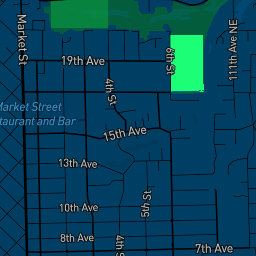 Market St
19th Ave
6th St
111th Ave NE
4th St
Market Street
taurant and Bar
15th Ave
13th Ave
5th St
10th Ave
8th Ave
4th St
7th Ave